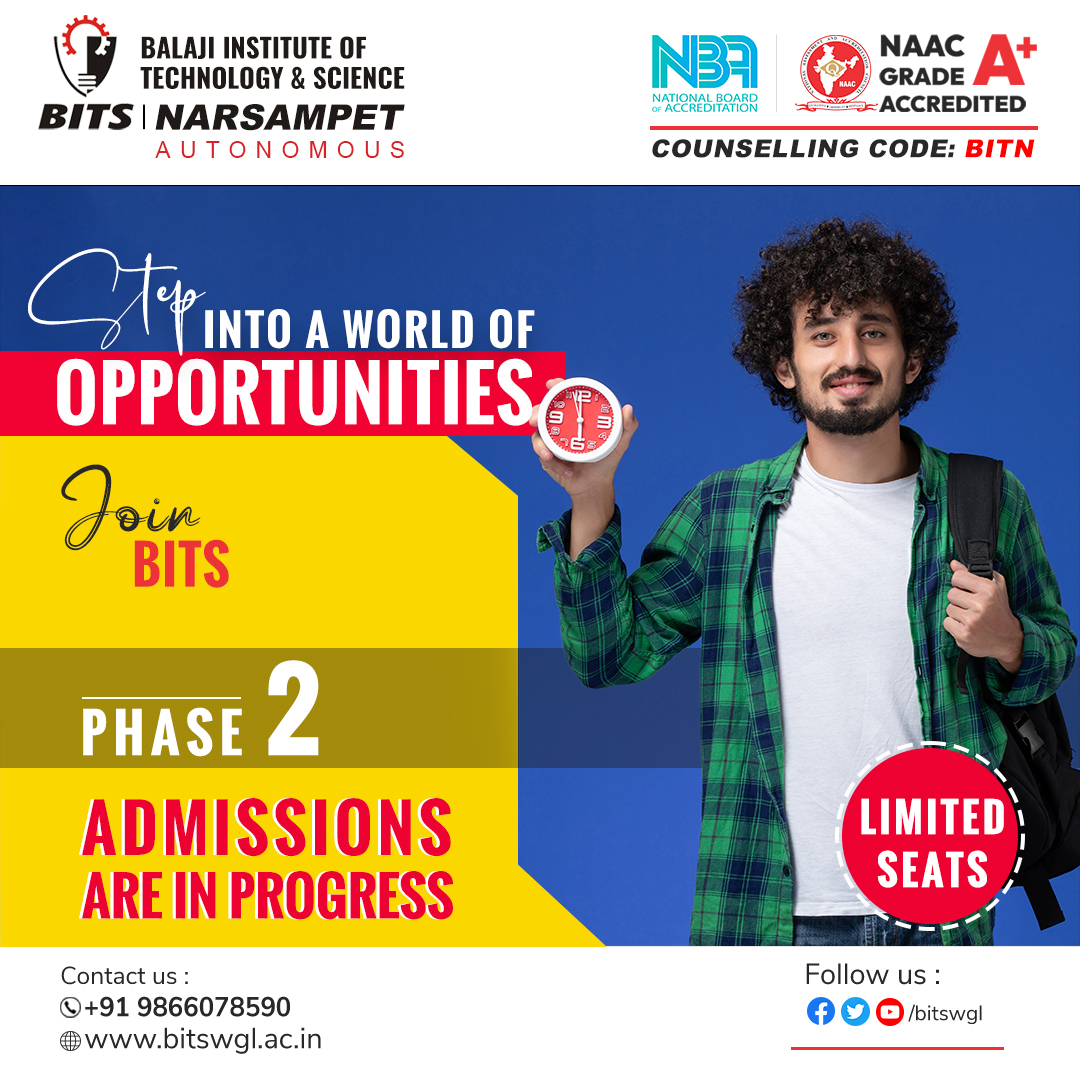 BALAJI INSTITUTE OF
TECHNOLOGY & SCIENCE
BITS | NARSAMPET
AUTONOMOUS
NBA
NATIONAL BOARD
OF ACCREDITATION
NAAC
NAAC
GRADE A+
ACCREDITED
COUNSELLING CODE: BITN
Step INTO A WORLD OF
OPPORTUNITIES
Join
BITS
PHASE 2
ADMISSIONS
ARE IN PROGRESS
LIMITED
SEATS
Contact us :
+91 9866078590
www.bitswgl.ac.in
Follow us :
/bitswgl